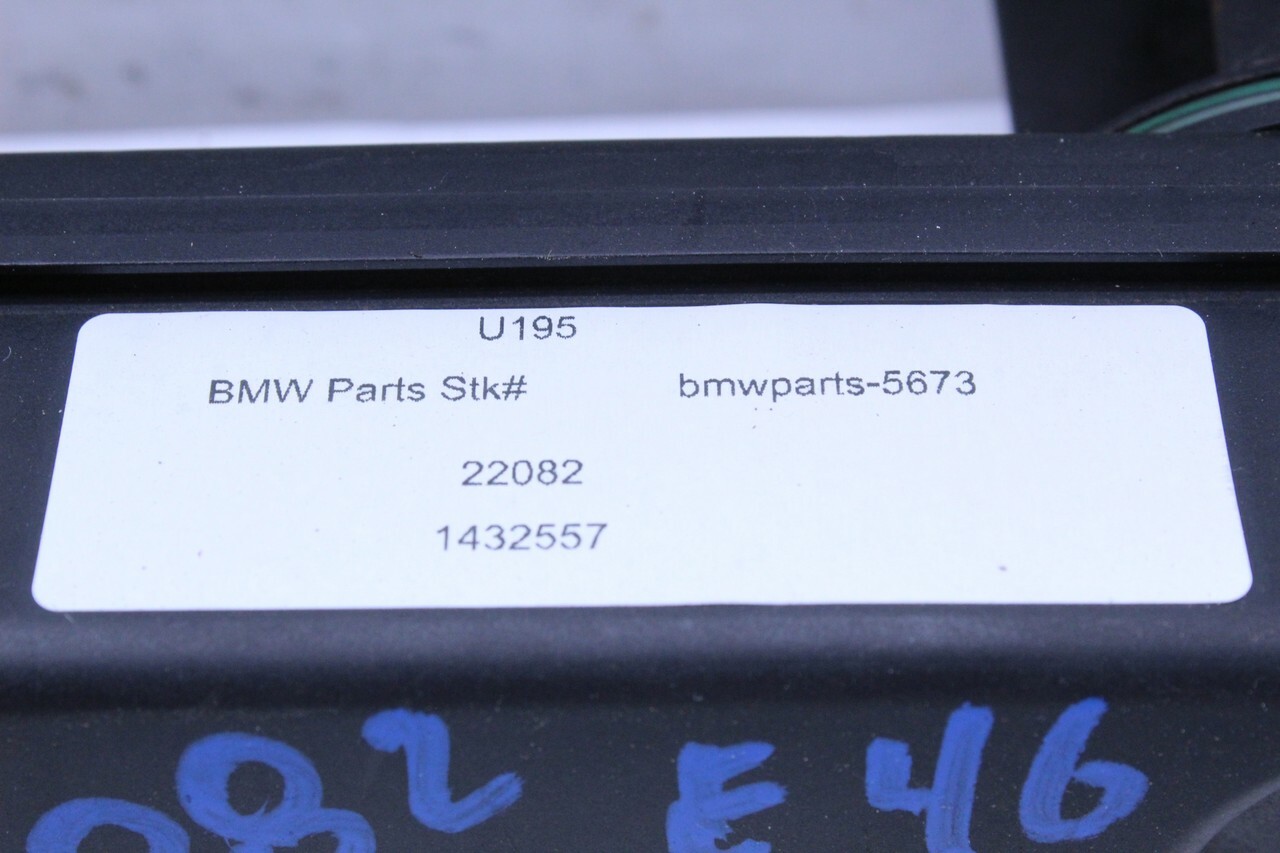 U195
BMW Parts Stk# bmwparts-5673
22082
1432557
082 E46